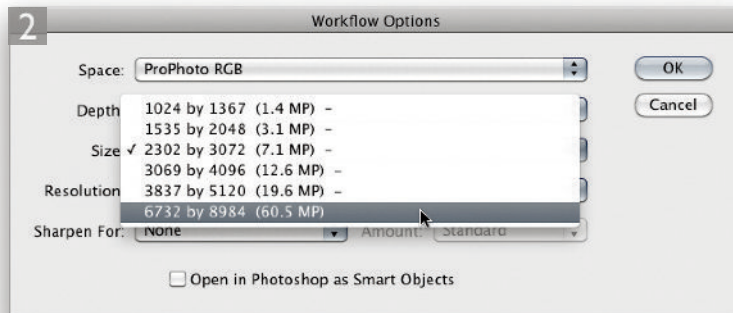 2
Workflow Options
Space: ProPhoto RGB
OK
Depth
Cancel
1024 by 1367 (1.4 MP) –
1535 by 2048 (3.1 MP) –
Size ✓ 2302 by 3072 (7.1 MP) –
3069 by 4096 (12.6 MP) –
Resolution 3837 by 5120 (19.6 MP) –
6732 by 8984 (60.5 MP)
Sharpen For: None Amount: Standard
Open in Photoshop as Smart Objects